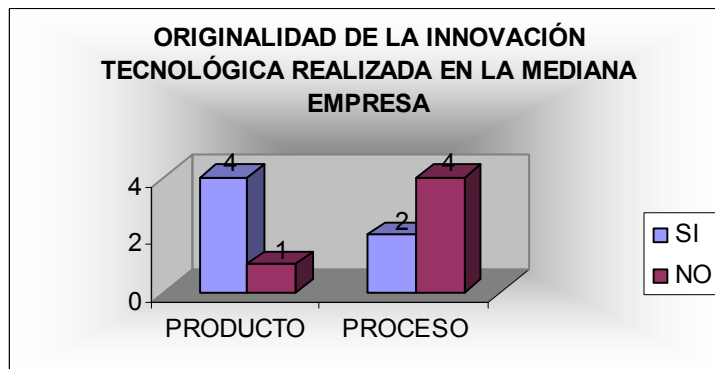 ORIGINALIDAD DE LA INNOVACIÓN
TECNOLÓGICA REALIZADA EN LA MEDIANA
EMPRESA
4
4
4
2
2
1
0
SI
NO
PRODUCTO
PROCESO